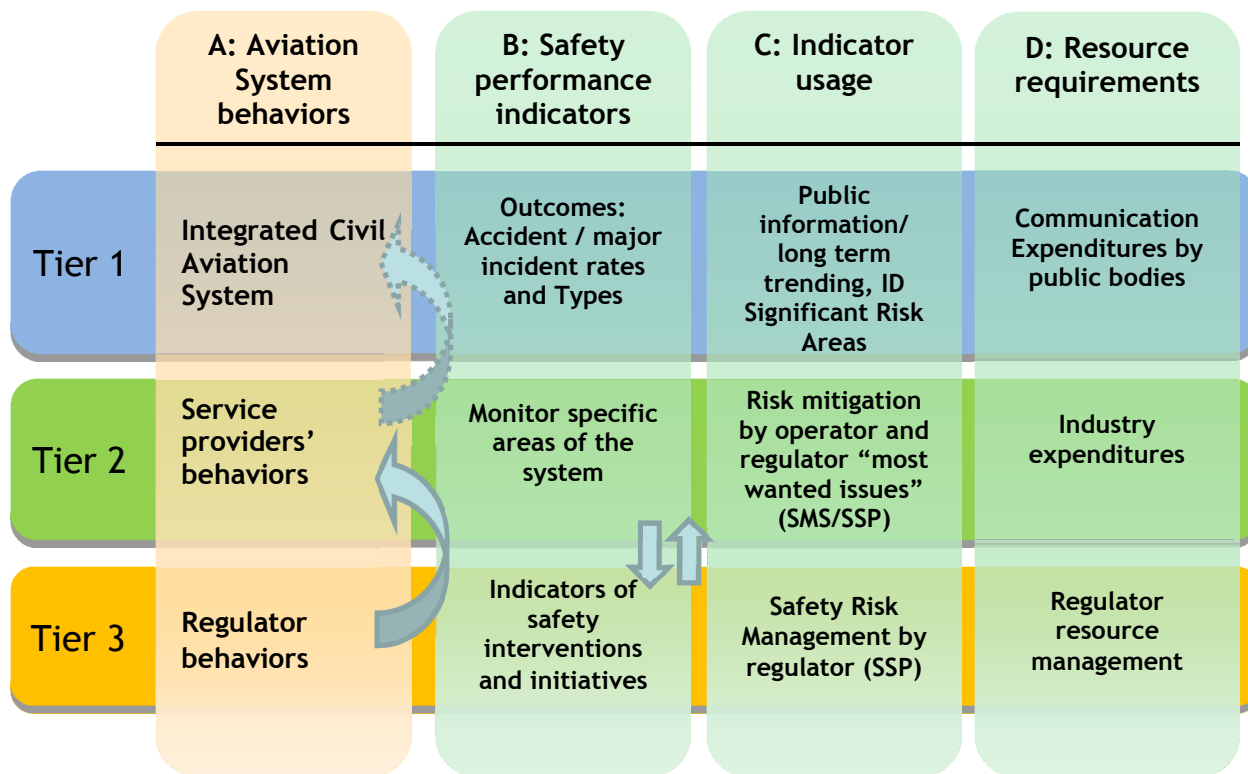 A: Aviation
System
behaviors
B: Safety
performance
indicators
C: Indicator
usage
D: Resource
requirements
Tier 1
Integrated Civil
Aviation
System
Outcomes:
Accident / major
incident rates
and Types
Public
information/
long term
trending, ID
Significant Risk
Areas
Communication
Expenditures by
public bodies
Tier 2
Service
providers’
behaviors
Monitor specific
areas of the
system
Risk mitigation
by operator and
regulator “most
wanted issues”
(SMS/SSP)
Industry
expenditures
Tier 3
Regulator
behaviors
Indicators of
safety
interventions
and initiatives
Safety Risk
Management by
regulator (SSP)
Regulator
resource
management